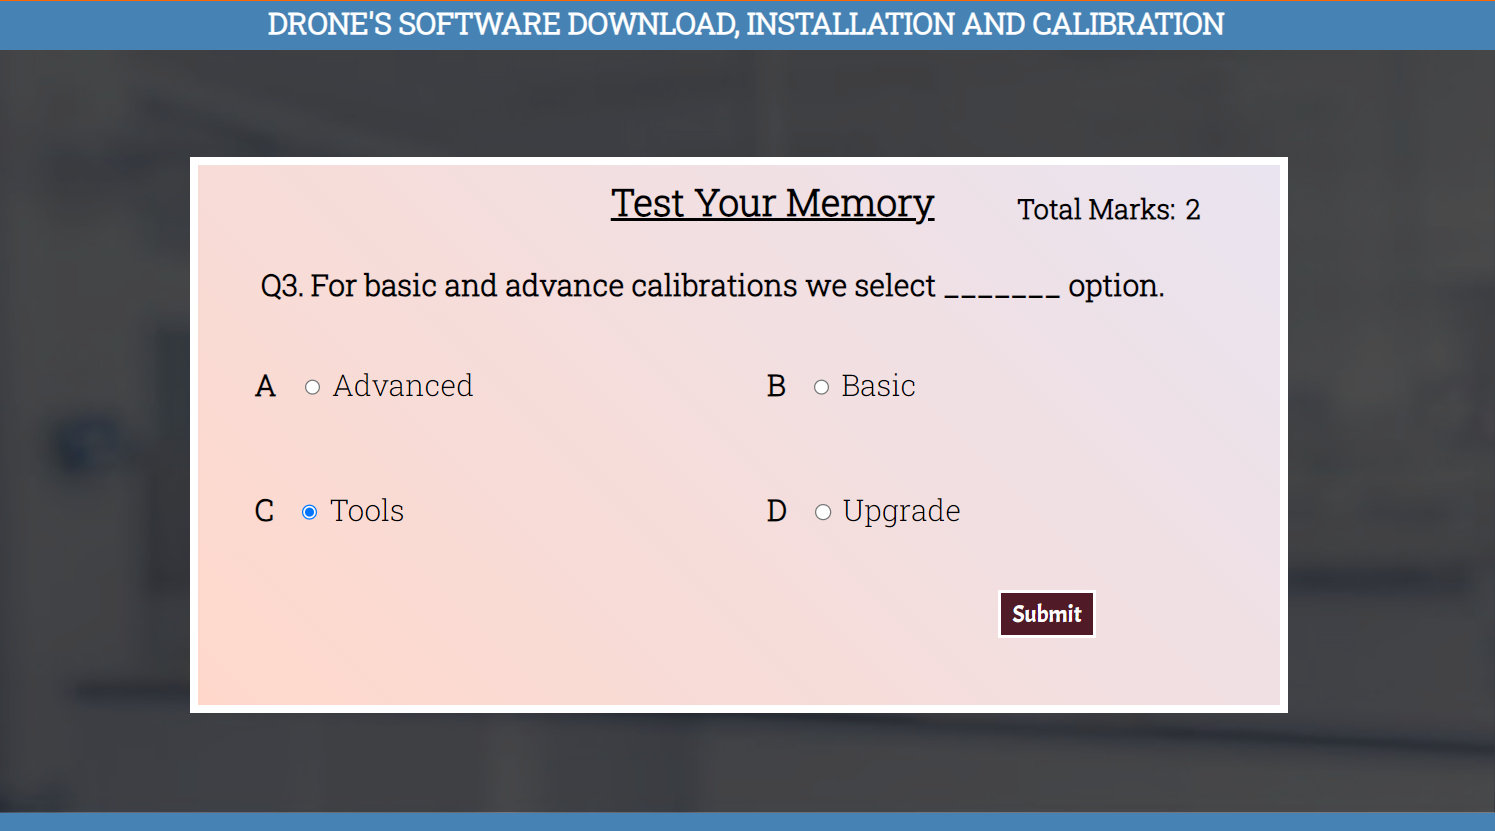 DRONE'S SOFTWARE DOWNLOAD, INSTALLATION AND CALIBRATION
Test Your Memory
Total Marks: 2
Q3. For basic and advance calibrations we select _______ option.
A Advanced
B Basic
C Tools
D Upgrade
Submit